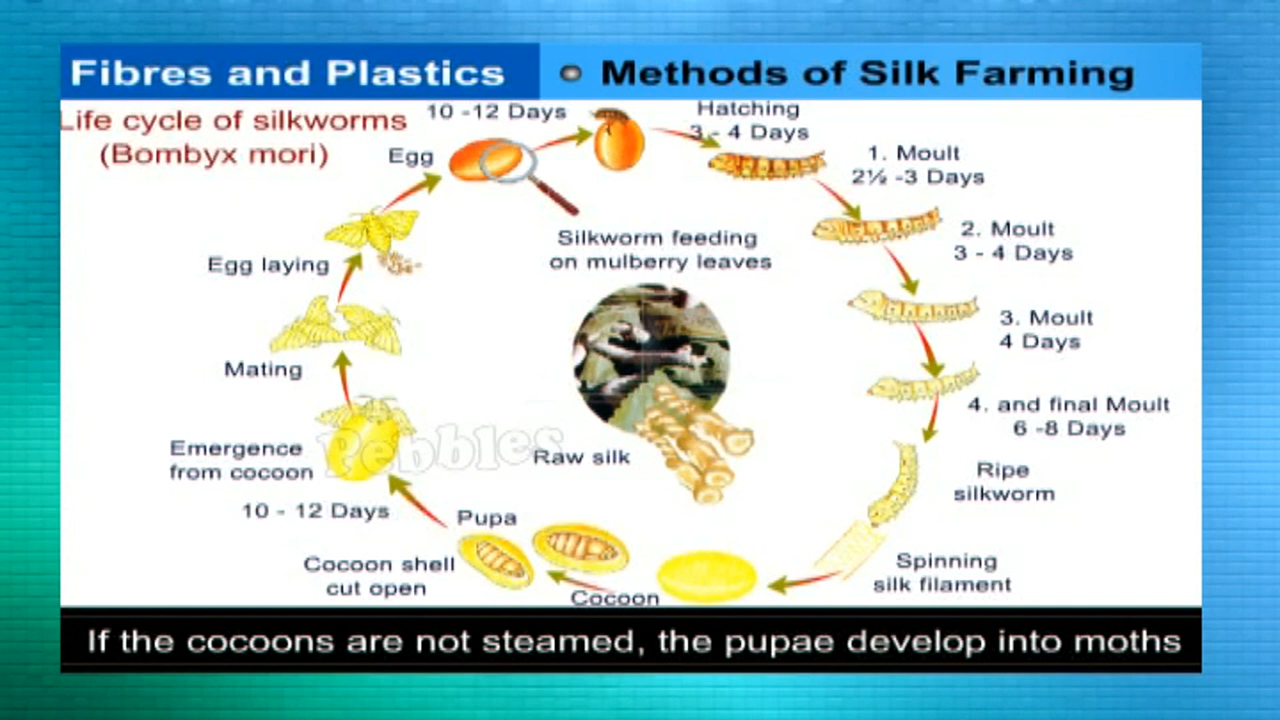 Fibres and Plastics
Methods of Silk Farming
Life cycle of silkworms
(Bombyx mori)
10 -12 Days
Hatching
3 - 4 Days
Egg
1. Moult
2½ -3 Days
2. Moult
3 - 4 Days
Silkworm feeding
on mulberry leaves
Egg laying
3. Moult
4 Days
Mating
4. and final Moult
6 -8 Days
Emergence
from cocoon
Pebbles
Raw silk
Ripe
silkworm
10 - 12 Days
Pupa
Cocoon shell
cut open
Cocoon
Spinning
silk filament
If the cocoons are not steamed, the pupae develop into moths